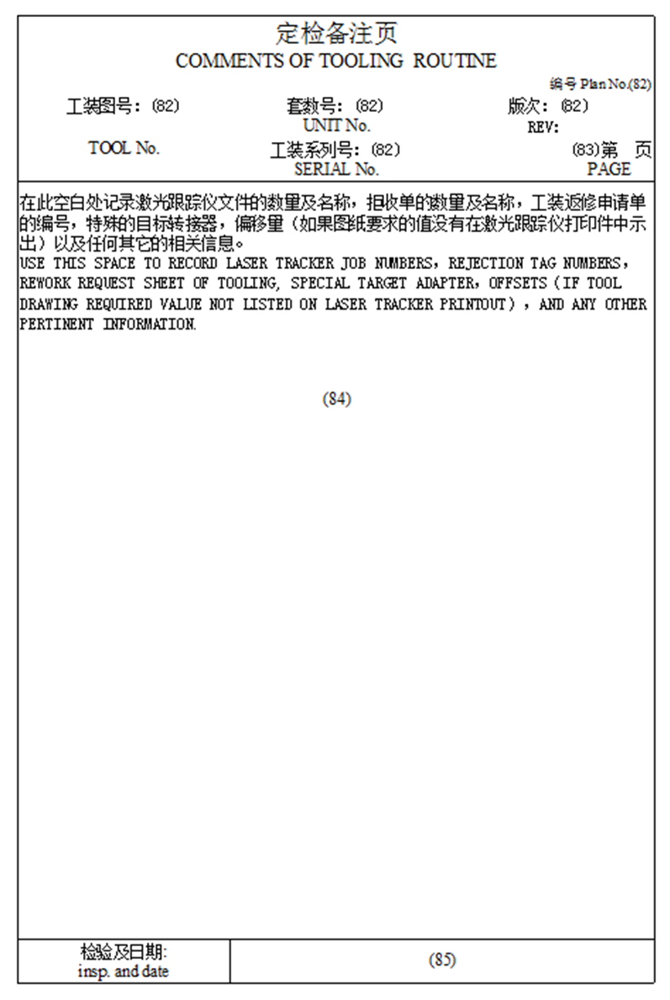 定检备注页
COMMENTS OF TOOLING ROUTINE
编号 Plan No.(82)
工装图号：(82) 套数号：(82) 版次：(82)
UNIT No. REV:
TOOL No. 工装系列号：(82) (83)第 页
SERIAL No. PAGE
在此空白处记录激光跟踪仪文件的数量及名称，拒收单的数量及名称，工装返修申请单
的编号，特殊的目标转接器，偏移量（如果图纸要求的值没有在激光跟踪仪打印件中示
出）以及任何其它的相关信息。
USE THIS SPACE TO RECORD LASER TRACKER JOB NUMBERS，REJECTION TAG NUMBERS，
REWORK REQUEST SHEET OF TOOLING, SPECIAL TARGET ADAPTER，OFFSETS（IF TOOL
DRAWING REQUIRED VALUE NOT LISTED ON LASER TRACKER PRINTOUT），AND ANY OTHER
PERTINENT INFORMATION.
(84)
检验及日期:
insp. and date
(85)